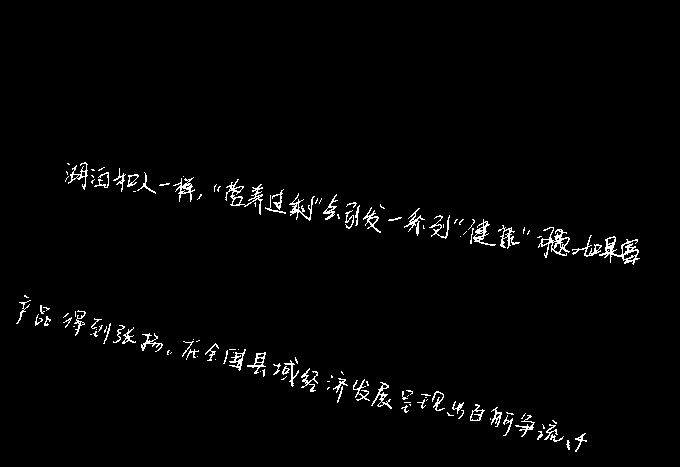 湖泊和人一样，“营养过剩”会引发一系列“健康”问题。如果富
产品得到张扬。在全国县域经济发展呈现出百舸争流、千